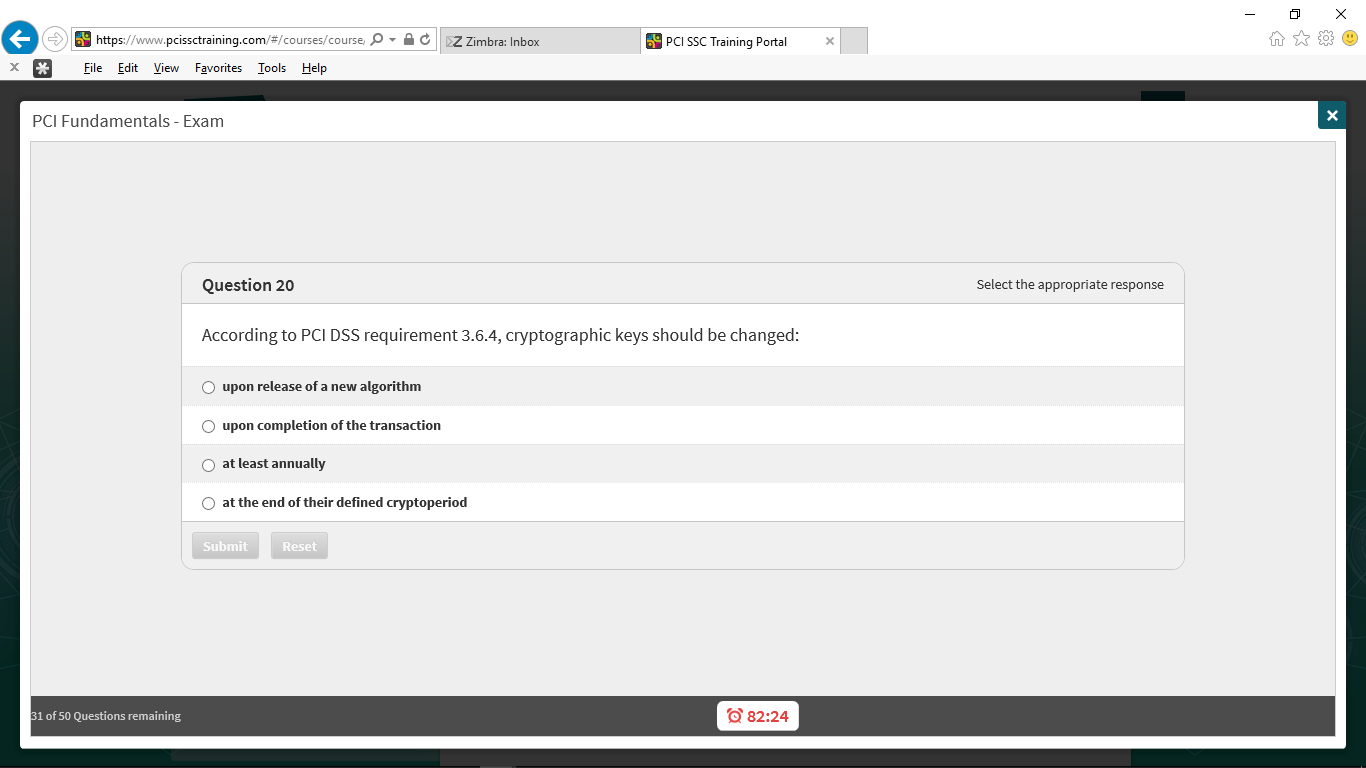 https://www.pcissctraining.com/#/courses/course,
Zimbra: Inbox
PCI SSC Training Portal
File Edit View Favorites Tools Help
PCI Fundamentals - Exam
Question 20
Select the appropriate response
According to PCI DSS requirement 3.6.4, cryptographic keys should be changed:
upon release of a new algorithm
upon completion of the transaction
at least annually
at the end of their defined cryptoperiod
Submit Reset
31 of 50 Questions remaining
82:24